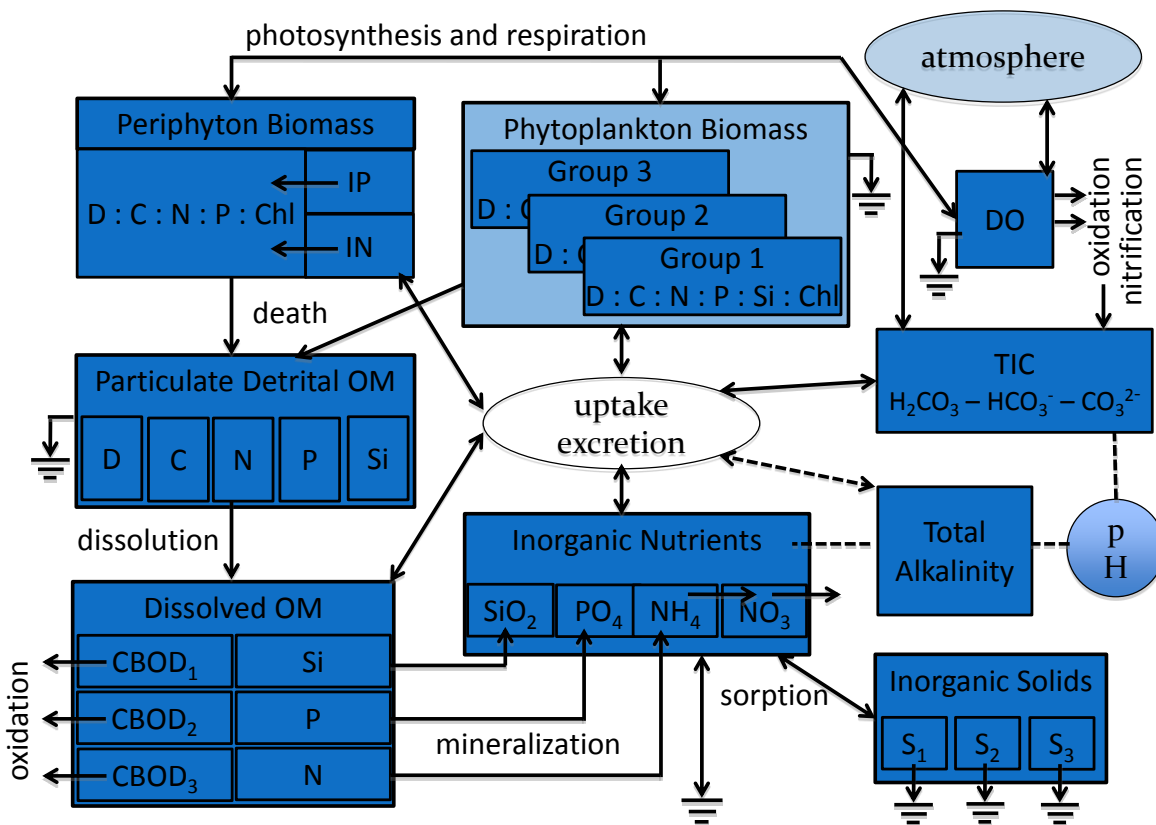 photosynthesis and respiration
atmosphere
Periphyton Biomass
IP
D : C : N : P : Chl
IN
Phytoplankton Biomass
Group 3
D : C
Group 2
D : C
Group 1
D : C : N : P : Si : Chl
DO
oxidation
nitrification
death
TIC
H₂CO₃ – HCO₃⁻ – CO₃²⁻
Particulate Detrital OM
D C N P Si
uptake
excretion
dissolution
Inorganic Nutrients
SiO₂ PO₄ NH₄ NO₃
Total
Alkalinity
p
H
Dissolved OM
CBOD₁ Si
CBOD₂ P
CBOD₃ N
oxidation
mineralization
sorption
Inorganic Solids
S₁ S₂ S₃